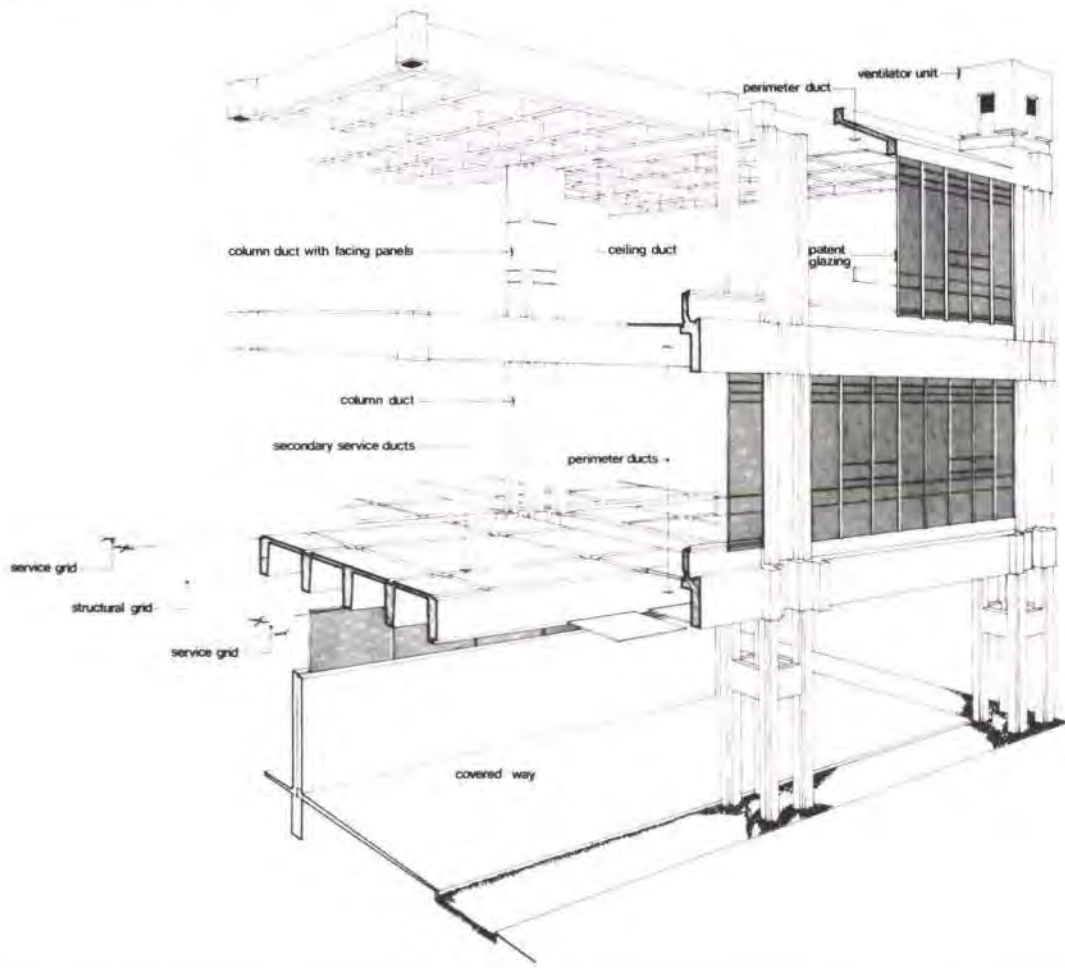 ventilator unit
perimeter duct
column duct with facing panels
ceiling duct
patent
glazing
column duct
secondary service ducts
perimeter ducts
service grid
structural grid
service grid
covered way